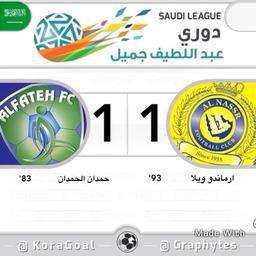 SAUDI LEAGUE
دوري
عبد اللطيف جميل
ALFATEH FC
1 1
AL NASSR
FOOTBALL CLUB
Since 1955
حمدان الحمدان 83'
ارماندو ويلا 93'
Made With
@ KoraGoal
@ Graphytes